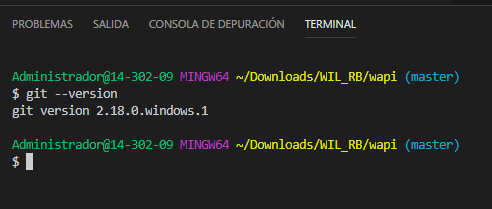 PROBLEMAS SALIDA CONSOLA DE DEPURACIÓN TERMINAL
Administrador@14-302-09 MINGW64 ~/Downloads/WIL_RB/wapi (master)
$ git --version
git version 2.18.0.windows.1
Administrador@14-302-09 MINGW64 ~/Downloads/WIL_RB/wapi (master)
$